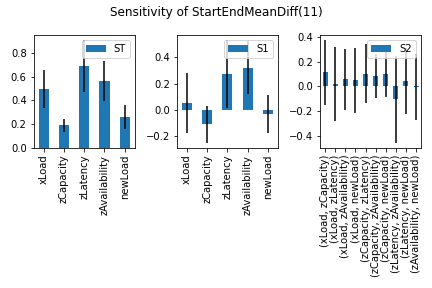 Sensitivity of StartEndMeanDiff(11)
ST
0.8
0.6
0.4
0.2
0.0
xLoad
zCapacity
zLatency
zAvailability
newLoad
S1
0.4
0.2
0.0
−0.2
xLoad
zCapacity
zLatency
zAvailability
newLoad
S2
0.4
0.2
0.0
−0.2
−0.4
(xLoad, zCapacity)
(xLoad, zLatency)
(xLoad, zAvailability)
(xLoad, newLoad)
(zCapacity, zLatency)
(zCapacity, zAvailability)
(zCapacity, newLoad)
(zLatency, zAvailability)
(zLatency, newLoad)
(zAvailability, newLoad)